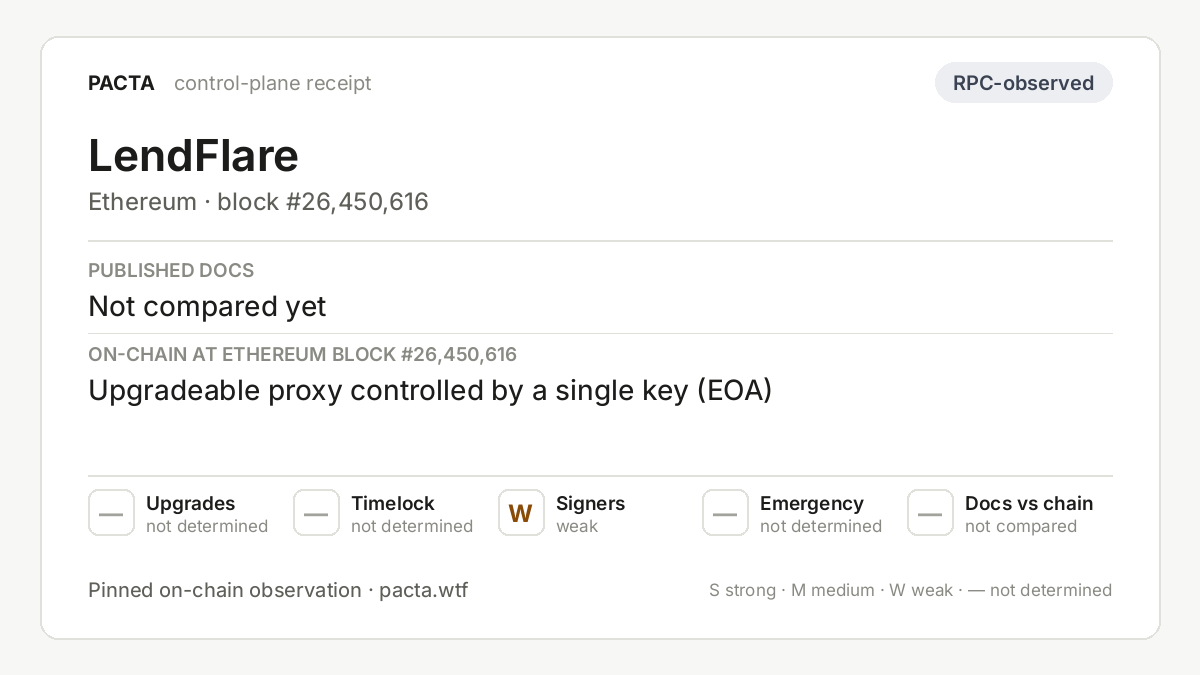 PACTA control-plane receipt
RPC-observed
LendFlare
Ethereum · block #26,450,616
PUBLISHED DOCS
Not compared yet
ON-CHAIN AT ETHEREUM BLOCK #26,450,616
Upgradeable proxy controlled by a single key (EOA)
— Upgrades
not determined
— Timelock
not determined
W Signers
weak
— Emergency
not determined
— Docs vs chain
not compared
Pinned on-chain observation · pacta.wtf
S strong · M medium · W weak · — not determined